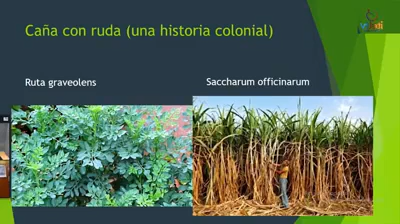 Caña con ruda (una historia colonial)
Ruta graveolens
Saccharum officinarum